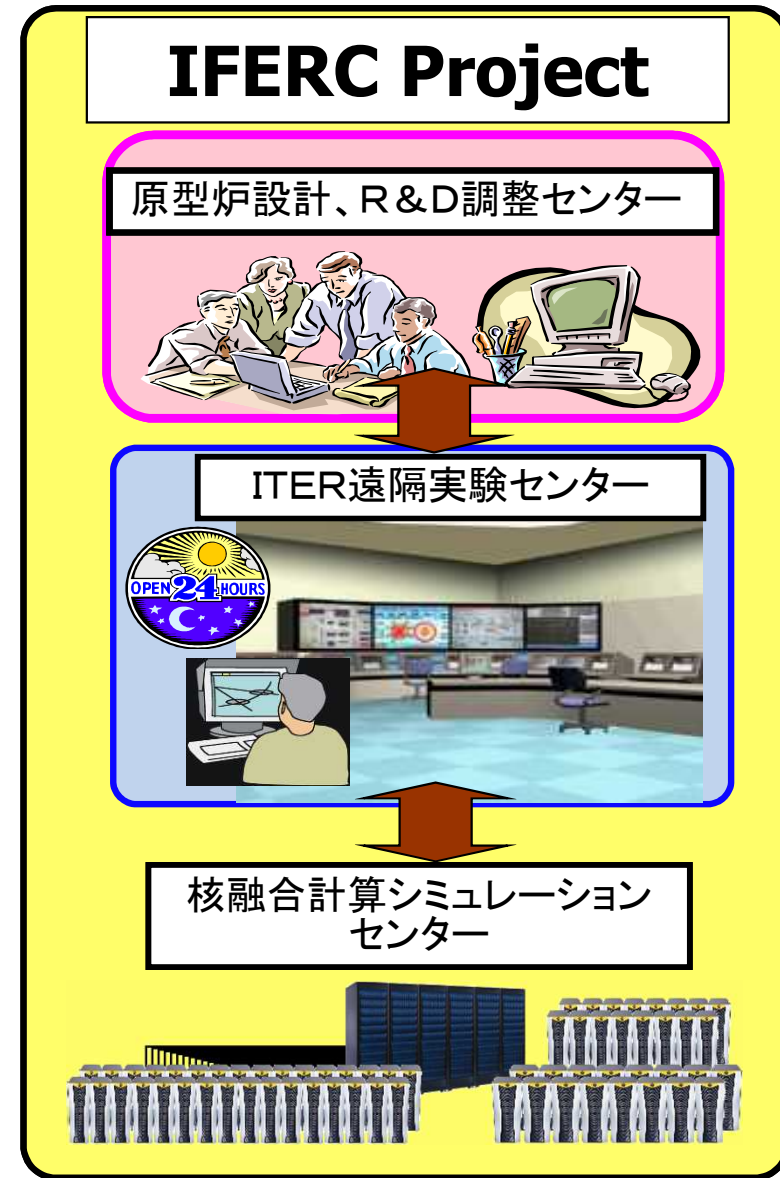 IFERC Project
原型炉設計、R&D調整センター
ITER遠隔実験センター
OPEN 24 HOURS
核融合計算シミュレーション
センター